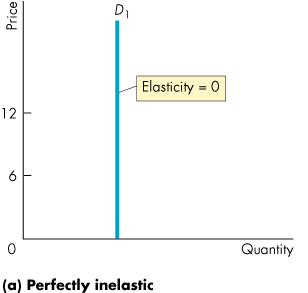 Price
D1
Elasticity = 0
12
6
0
Quantity
(a) Perfectly inelastic